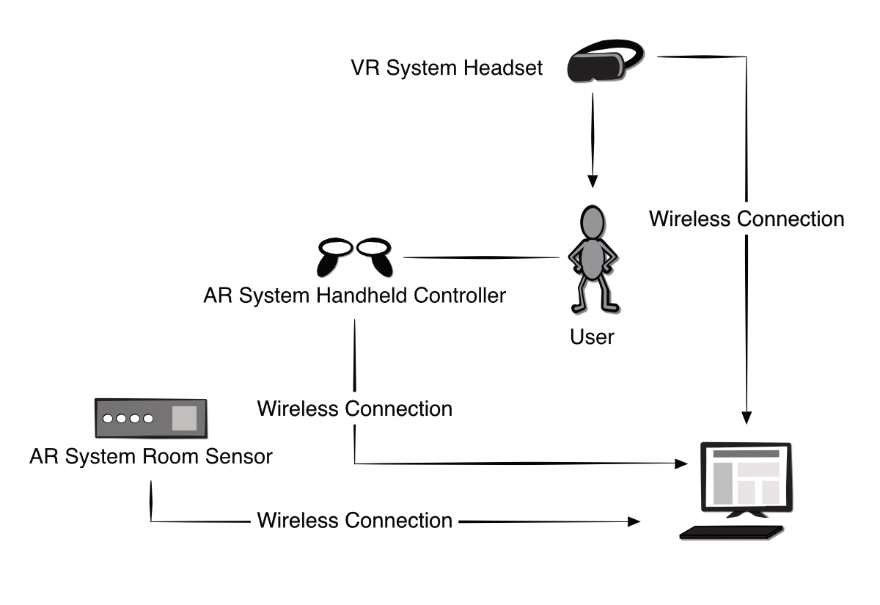 VR System Headset
Wireless Connection
AR System Handheld Controller
User
Wireless Connection
AR System Room Sensor
Wireless Connection